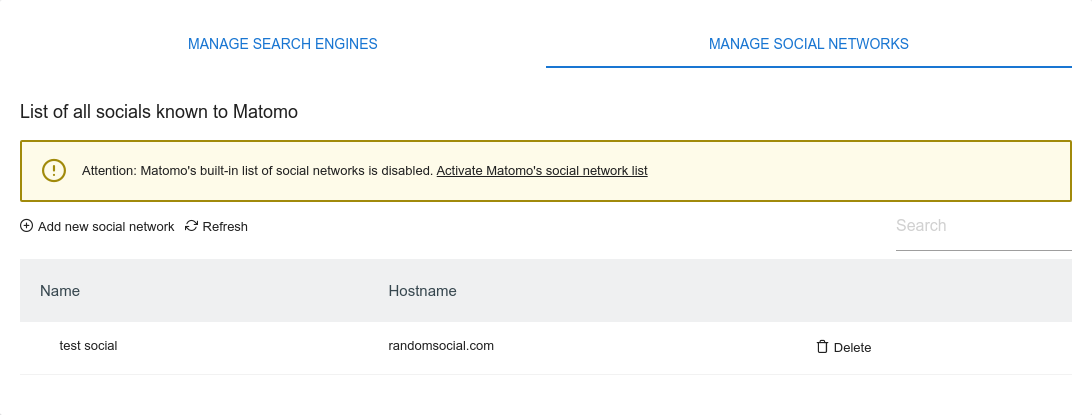 MANAGE SEARCH ENGINES MANAGE SOCIAL NETWORKS
List of all socials known to Matomo
Attention: Matomo's built-in list of social networks is disabled. Activate Matomo's social network list
Add new social network Refresh Search
Name Hostname
test social randomsocial.com Delete